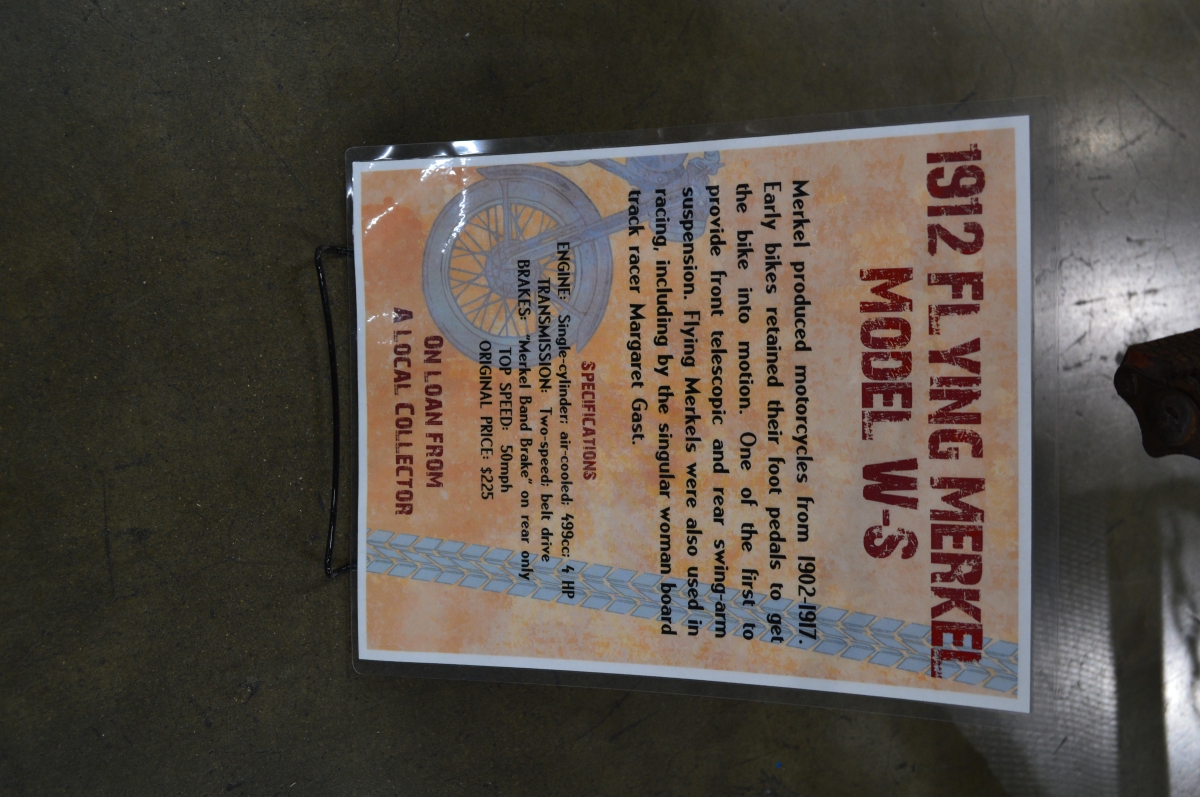 1912 FLYING MERKEL
MODEL W-S
Merkel produced motorcycles from 1902-1917.
Early bikes retained their foot pedals to get
the bike into motion. One of the first to
provide front telescopic and rear swing-arm
suspension. Flying Merkels were also used in
racing, including by the singular woman board
track racer Margaret Gast.
SPECIFICATIONS
ENGINE: Single-cylinder; air-cooled; 499cc; 4 HP
TRANSMISSION: Two-speed; belt drive
BRAKES: "Merkel Band Brake" on rear only
TOP SPEED: 50mph
ORIGINAL PRICE: $225
ON LOAN FROM
A LOCAL COLLECTOR